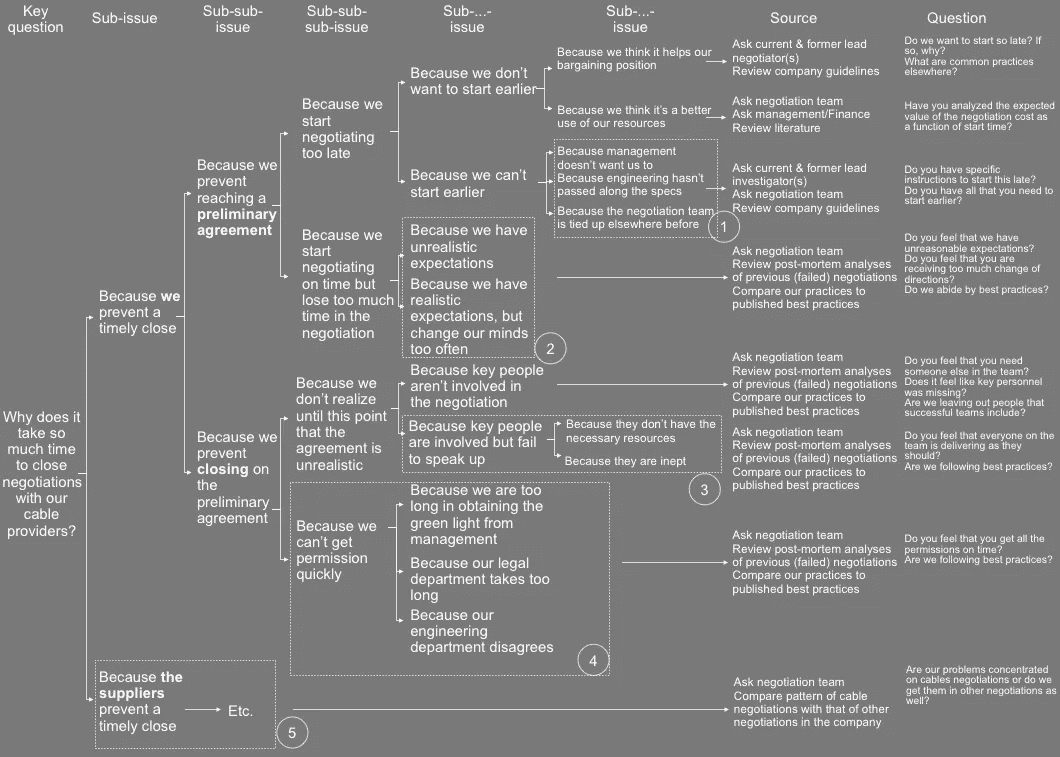 Key
question
Sub-issue
Sub-sub-
issue
Sub-sub-
sub-issue
Sub-...-
issue
Sub-...-
issue
Source
Question
Why does it
take so
much time
to close
negotiations
with our
cable
providers?
Because we
prevent a
timely close
Because we
prevent
reaching a
preliminary
agreement
Because we
start
negotiating
too late
Because we don't
want to start earlier
Because we think it helps our
bargaining position
Ask current & former lead
negotiator(s)
Review company guidelines
Do we want to start so late? If
so, why?
What are common practices
elsewhere?
Because we think it's a better
use of our resources
Ask negotiation team
Ask management/Finance
Review literature
Have you analyzed the expected
value of the negotiation cost as
a function of start time?
Because we can't
start earlier
Because management
doesn't want us to
Because engineering hasn't
passed along the specs
Because the negotiation team
is tied up elsewhere before
1
Ask current & former lead
investigator(s)
Ask negotiation team
Review company guidelines
Do you have specific
instructions to start this late?
Do you have all that you need to
start earlier?
Because we
start
negotiating
on time but
lose too much
time in the
negotiation
Because we have
unrealistic
expectations
Because we have
realistic
expectations, but
change our minds
too often
2
Ask negotiation team
Review post-mortem analyses
of previous (failed) negotiations
Compare our practices to
published best practices
Do you feel that we have
unreasonable expectations?
Do you feel that you are
receiving too much change of
directions?
Do we abide by best practices?
Because we
prevent
closing on
the
preliminary
agreement
Because we
don't realize
until this point
that the
agreement is
unrealistic
Because key people
aren't involved in
the negotiation
Ask negotiation team
Review post-mortem analyses
of previous (failed) negotiations
Compare our practices to
published best practices
Do you feel that you need
someone else in the team?
Does it feel like key personnel
was missing?
Are we leaving out people that
successful teams include?
Because key people
are involved but fail
to speak up
Because they don't have the
necessary resources
Because they are inept
3
Ask negotiation team
Review post-mortem analyses
of previous (failed) negotiations
Compare our practices to
published best practices
Do you feel that everyone on the
team is delivering as they
should?
Are we following best practices?
Because we
can't get
permission
quickly
Because we are too
long in obtaining the
green light from
management
Because our legal
department takes too
long
Because our
engineering
department disagrees
4
Ask negotiation team
Review post-mortem analyses
of previous (failed) negotiations
Compare our practices to
published best practices
Do you feel that you get all the
permissions on time?
Are we following best practices?
Because the
suppliers
prevent a
timely close
Etc.
5
Ask negotiation team
Compare pattern of cable
negotiations with that of other
negotiations in the company
Are our problems concentrated
on cables negotiations or do we
get them in other negotiations as
well?